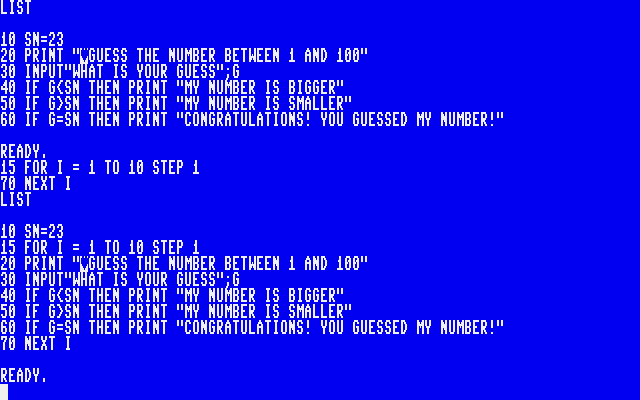 LIST
10 SN=23
20 PRINT "GUESS THE NUMBER BETWEEN 1 AND 100"
30 INPUT"WHAT IS YOUR GUESS";G
40 IF G<SN THEN PRINT "MY NUMBER IS BIGGER"
50 IF G>SN THEN PRINT "MY NUMBER IS SMALLER"
60 IF G=SN THEN PRINT "CONGRATULATIONS! YOU GUESSED MY NUMBER!"
READY.
15 FOR I = 1 TO 10 STEP 1
70 NEXT I
LIST
10 SN=23
15 FOR I = 1 TO 10 STEP 1
20 PRINT "GUESS THE NUMBER BETWEEN 1 AND 100"
30 INPUT"WHAT IS YOUR GUESS";G
40 IF G<SN THEN PRINT "MY NUMBER IS BIGGER"
50 IF G>SN THEN PRINT "MY NUMBER IS SMALLER"
60 IF G=SN THEN PRINT "CONGRATULATIONS! YOU GUESSED MY NUMBER!"
70 NEXT I
READY.